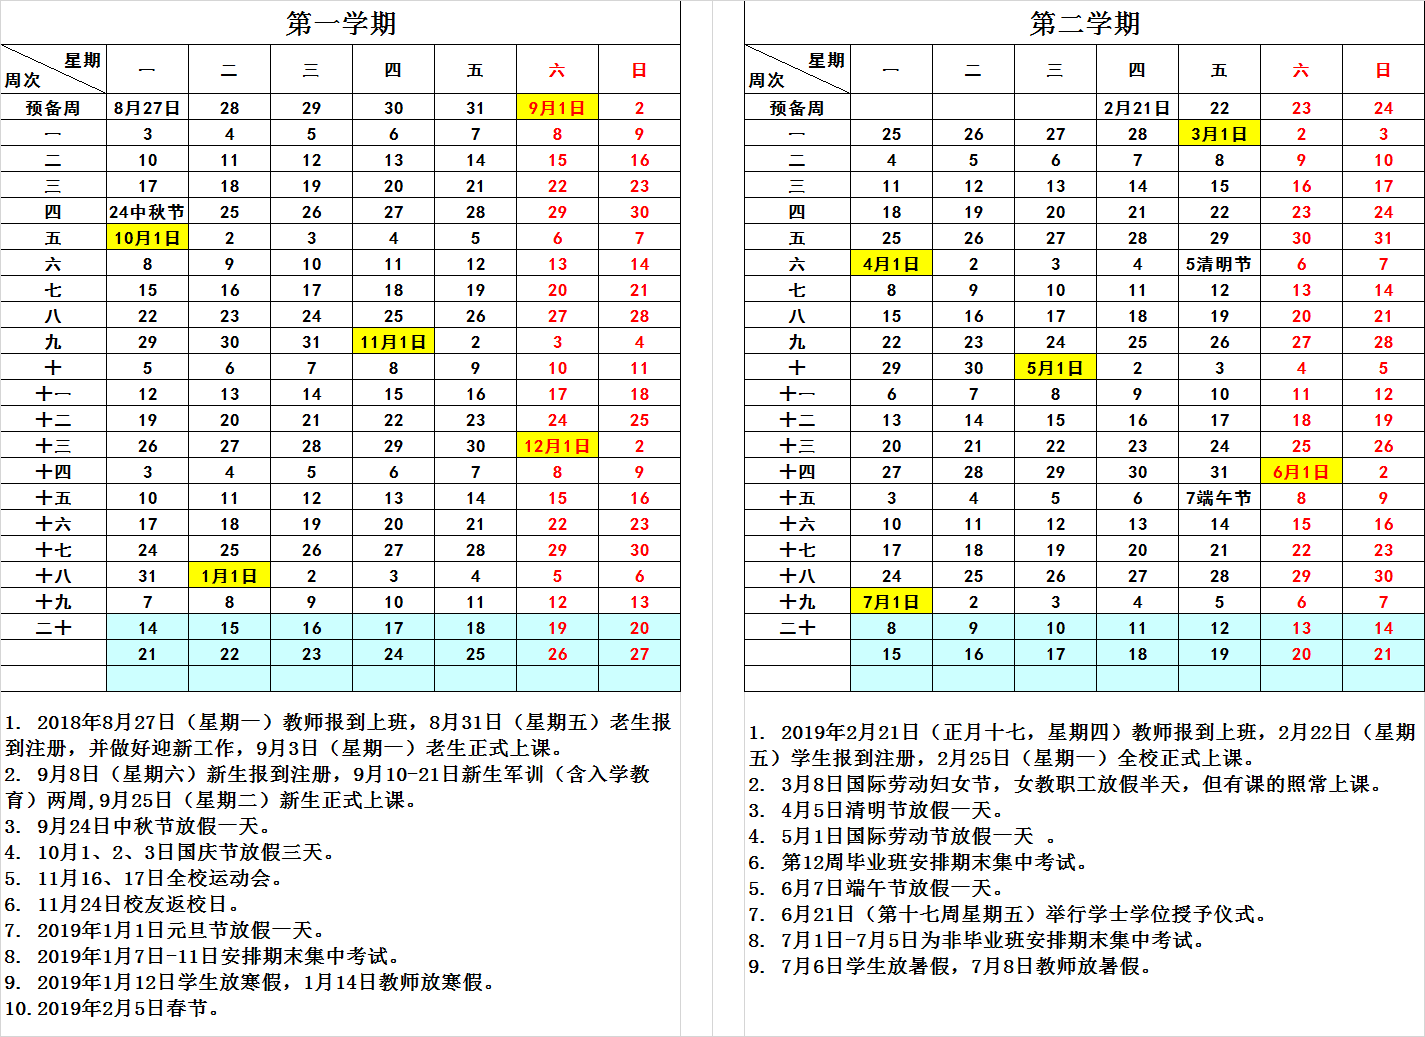 第一学期
星期
周次 一 二 三 四 五 六 日
预备周 8月27日 28 29 30 31 9月1日 2
一 3 4 5 6 7 8 9
二 10 11 12 13 14 15 16
三 17 18 19 20 21 22 23
四 24中秋节 25 26 27 28 29 30
五 10月1日 2 3 4 5 6 7
六 8 9 10 11 12 13 14
七 15 16 17 18 19 20 21
八 22 23 24 25 26 27 28
九 29 30 31 11月1日 2 3 4
十 5 6 7 8 9 10 11
十一 12 13 14 15 16 17 18
十二 19 20 21 22 23 24 25
十三 26 27 28 29 30 12月1日 2
十四 3 4 5 6 7 8 9
十五 10 11 12 13 14 15 16
十六 17 18 19 20 21 22 23
十七 24 25 26 27 28 29 30
十八 31 1月1日 2 3 4 5 6
十九 7 8 9 10 11 12 13
二十 14 15 16 17 18 19 20
21 22 23 24 25 26 27
1. 2018年8月27日（星期一）教师报到上班，8月31日（星期五）老生报
到注册，并做好迎新工作，9月3日（星期一）老生正式上课。
2. 9月8日（星期六）新生报到注册，9月10-21日新生军训（含入学教
育）两周,9月25日（星期二）新生正式上课。
3. 9月24日中秋节放假一天。
4. 10月1、2、3日国庆节放假三天。
5. 11月16、17日全校运动会。
6. 11月24日校友返校日。
7. 2019年1月1日元旦节放假一天。
8. 2019年1月7日-11日安排期末集中考试。
9. 2019年1月12日学生放寒假，1月14日教师放寒假。
10.2019年2月5日春节。
第二学期
星期
周次 一 二 三 四 五 六 日
预备周 2月21日 22 23 24
一 25 26 27 28 3月1日 2 3
二 4 5 6 7 8 9 10
三 11 12 13 14 15 16 17
四 18 19 20 21 22 23 24
五 25 26 27 28 29 30 31
六 4月1日 2 3 4 5清明节 6 7
七 8 9 10 11 12 13 14
八 15 16 17 18 19 20 21
九 22 23 24 25 26 27 28
十 29 30 5月1日 2 3 4 5
十一 6 7 8 9 10 11 12
十二 13 14 15 16 17 18 19
十三 20 21 22 23 24 25 26
十四 27 28 29 30 31 6月1日 2
十五 3 4 5 6 7端午节 8 9
十六 10 11 12 13 14 15 16
十七 17 18 19 20 21 22 23
十八 24 25 26 27 28 29 30
十九 7月1日 2 3 4 5 6 7
二十 8 9 10 11 12 13 14
15 16 17 18 19 20 21
1. 2019年2月21日（正月十七，星期四）教师报到上班，2月22日（星期
五）学生报到注册，2月25日（星期一）全校正式上课。
2. 3月8日国际劳动妇女节，女教职工放假半天，但有课的照常上课。
3. 4月5日清明节放假一天。
4. 5月1日国际劳动节放假一天 。
6. 第12周毕业班安排期末集中考试。
5. 6月7日端午节放假一天。
7. 6月21日（第十七周星期五）举行学士学位授予仪式。
8. 7月1日-7月5日为非毕业班安排期末集中考试。
9. 7月6日学生放暑假，7月8日教师放暑假。